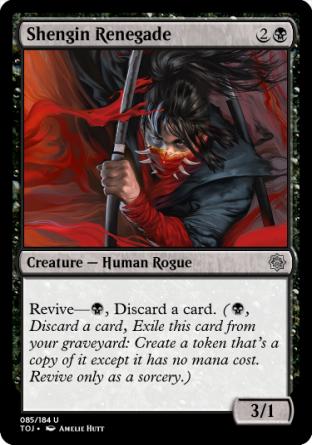 Shengin Renegade 2
Creature — Human Rogue
Revive—, Discard a card. (,
Discard a card, Exile this card from
your graveyard: Create a token that's a
copy of it except it has no mana cost.
Revive only as a sorcery.)
085/184 U
TOJ • Amelie Hutt
3/1